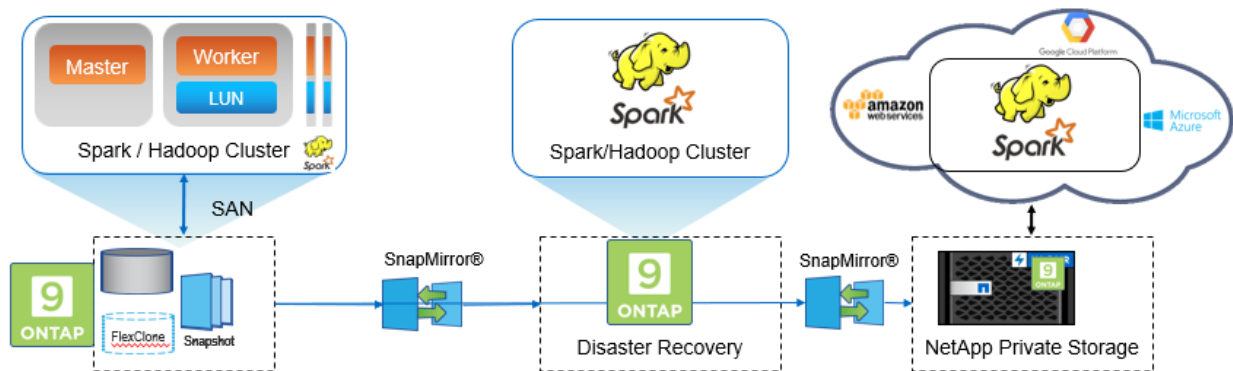 Master
Worker
LUN
Spark / Hadoop Cluster
Spark
SAN
9
ONTAP
FlexClone
Snapshot
SnapMirror®
Spark
Spark/Hadoop Cluster
9
ONTAP
Disaster Recovery
SnapMirror®
Google Cloud Platform
amazon
webservices
Spark
Microsoft
Azure
9
ONTAP
NetApp Private Storage